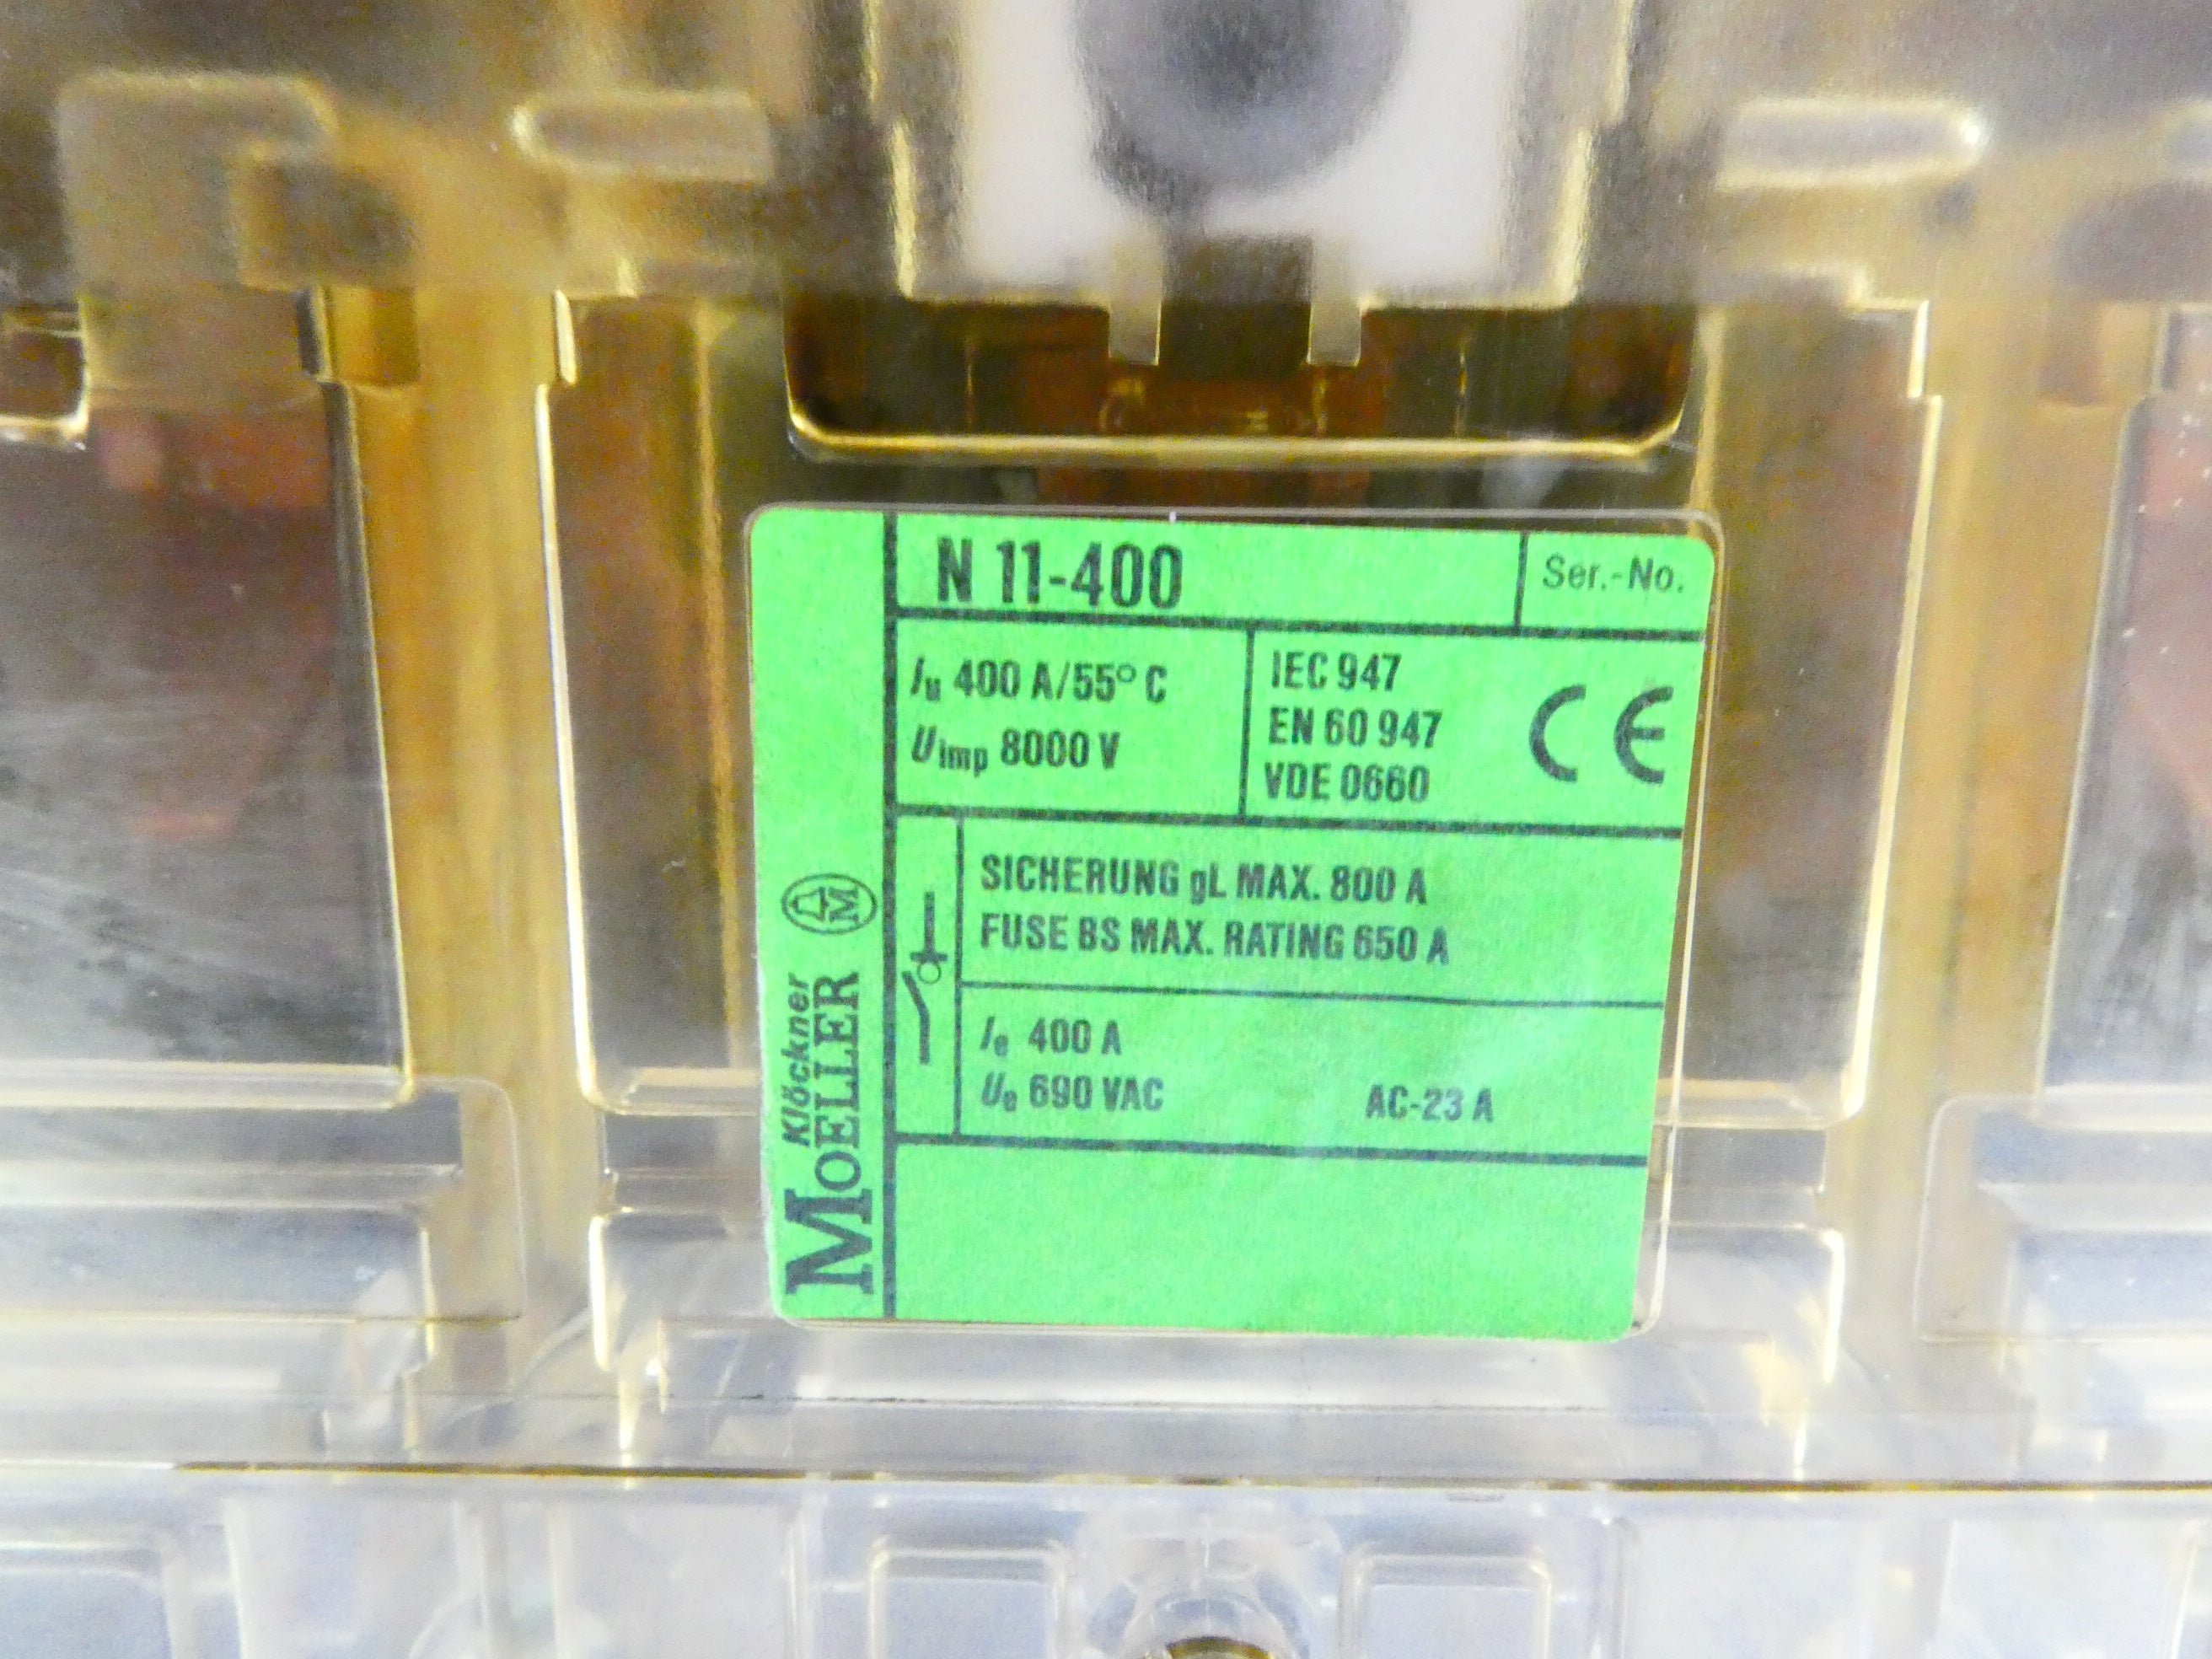 N 11-400
Ser.-No.
Iu 400 A/55° C
Uimp 8000 V
IEC 947
EN 60 947
VDE 0660
CE
SICHERUNG gL MAX. 800 A
FUSE BS MAX. RATING 650 A
Ie 400 A
Ue 690 VAC
AC-23 A
Klöckner
MOELLER
M